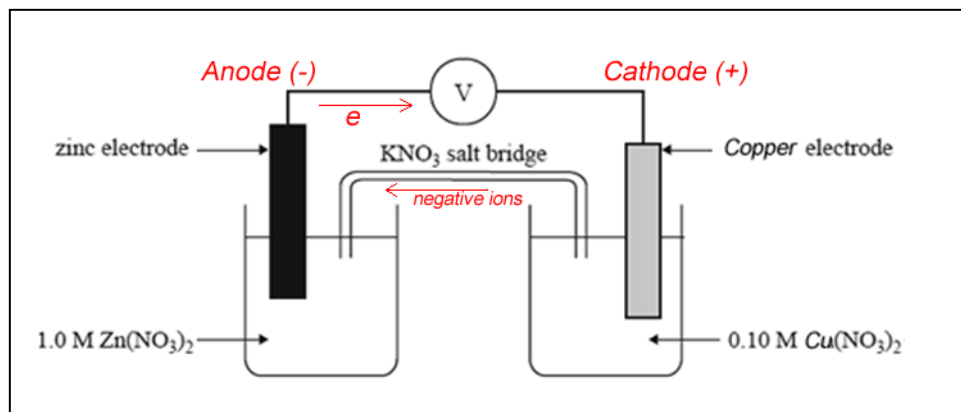 Anode (-)
Cathode (+)
V
e
zinc electrode
KNO₃ salt bridge
Copper electrode
negative ions
1.0 M Zn(NO₃)₂
0.10 M Cu(NO₃)₂